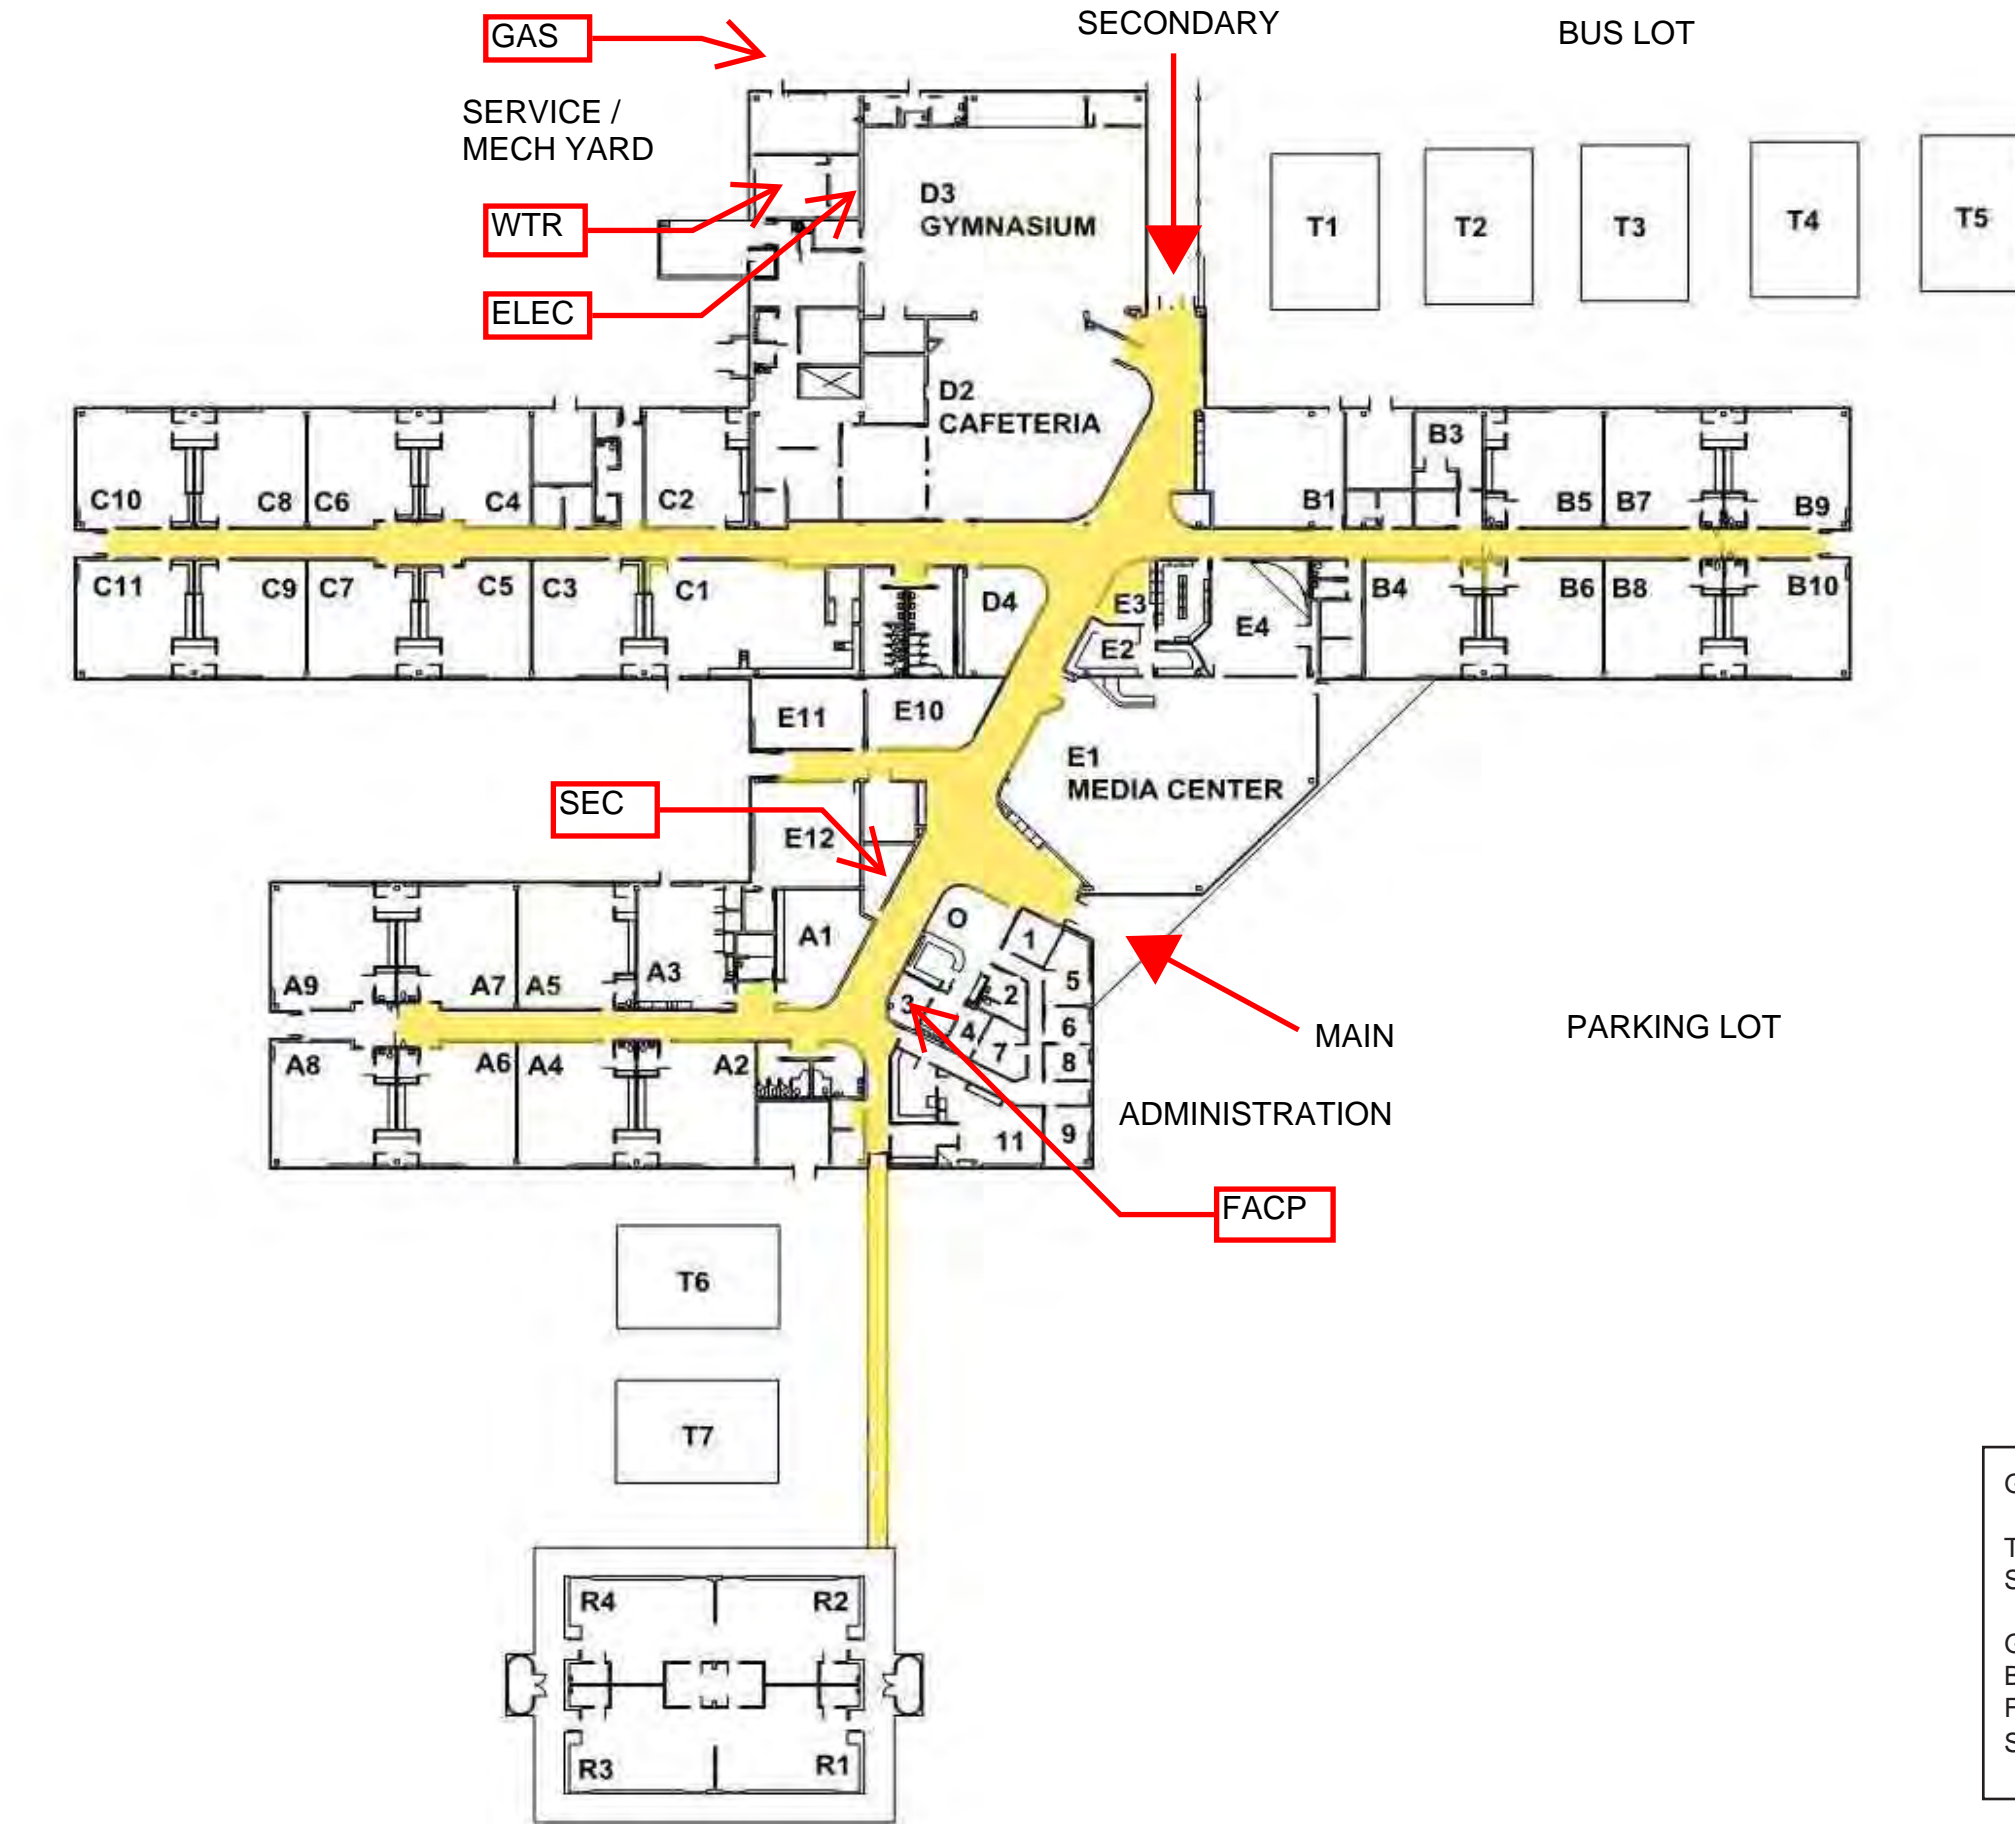 SECONDARY
BUS LOT
GAS
SERVICE /
MECH YARD
WTR
ELEC
D3
GYMNASIUM
T1
T2
T3
T4
T5
D2
CAFETERIA
C10
C8
C6
C4
C2
B1
B3
B5
B7
B9
C11
C9
C7
C5
C3
C1
D4
E3
E2
E4
B4
B6
B8
B10
E11
E10
E1
MEDIA CENTER
SEC
E12
A9
A7
A5
A3
A1
O
1
5
2
3
4
6
7
8
MAIN
PARKING LOT
A8
A6
A4
A2
ADMINISTRATION
11
9
FACP
T6
T7
R4
R2
R3
R1
G
T
S
G
B
F
S